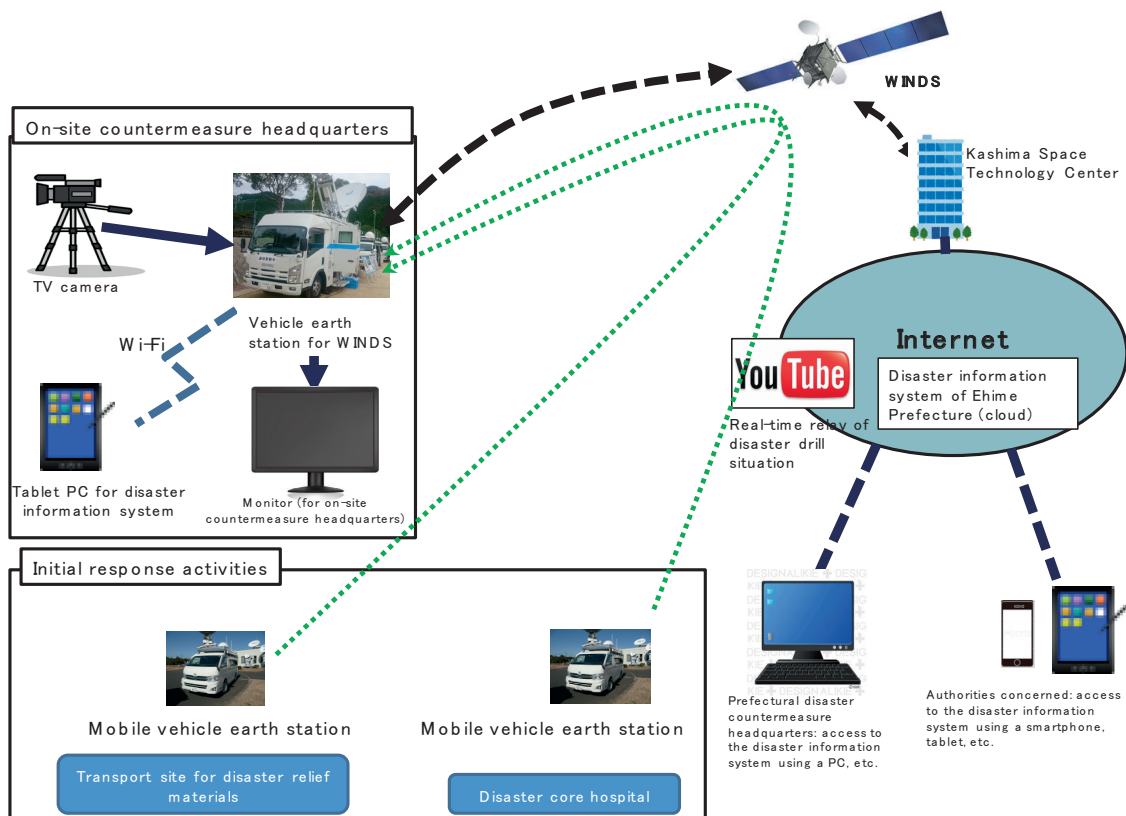 WINDS
On-site countermeasure headquarters
Kashima Space
Technology Center
TV camera
Wi-Fi
Vehicle earth
station for WINDS
Internet
YouTube
Disaster information
system of Ehime
Prefecture (cloud)
Real-time relay of
disaster drill
situation
Tablet PC for disaster
information system
Monitor (for on-site
countermeasure headquarters)
Initial response activities
DESIGNALIKIE ✚ DESIG
KIE ✚ DESIGNALIKIE ✚
Mobile vehicle earth station
Mobile vehicle earth station
Transport site for disaster relief
materials
Disaster core hospital
Prefectural disaster
countermeasure
headquarters: access to
the disaster information
system using a PC, etc.
Authorities concerned: access
to the disaster information
system using a smartphone,
tablet, etc.